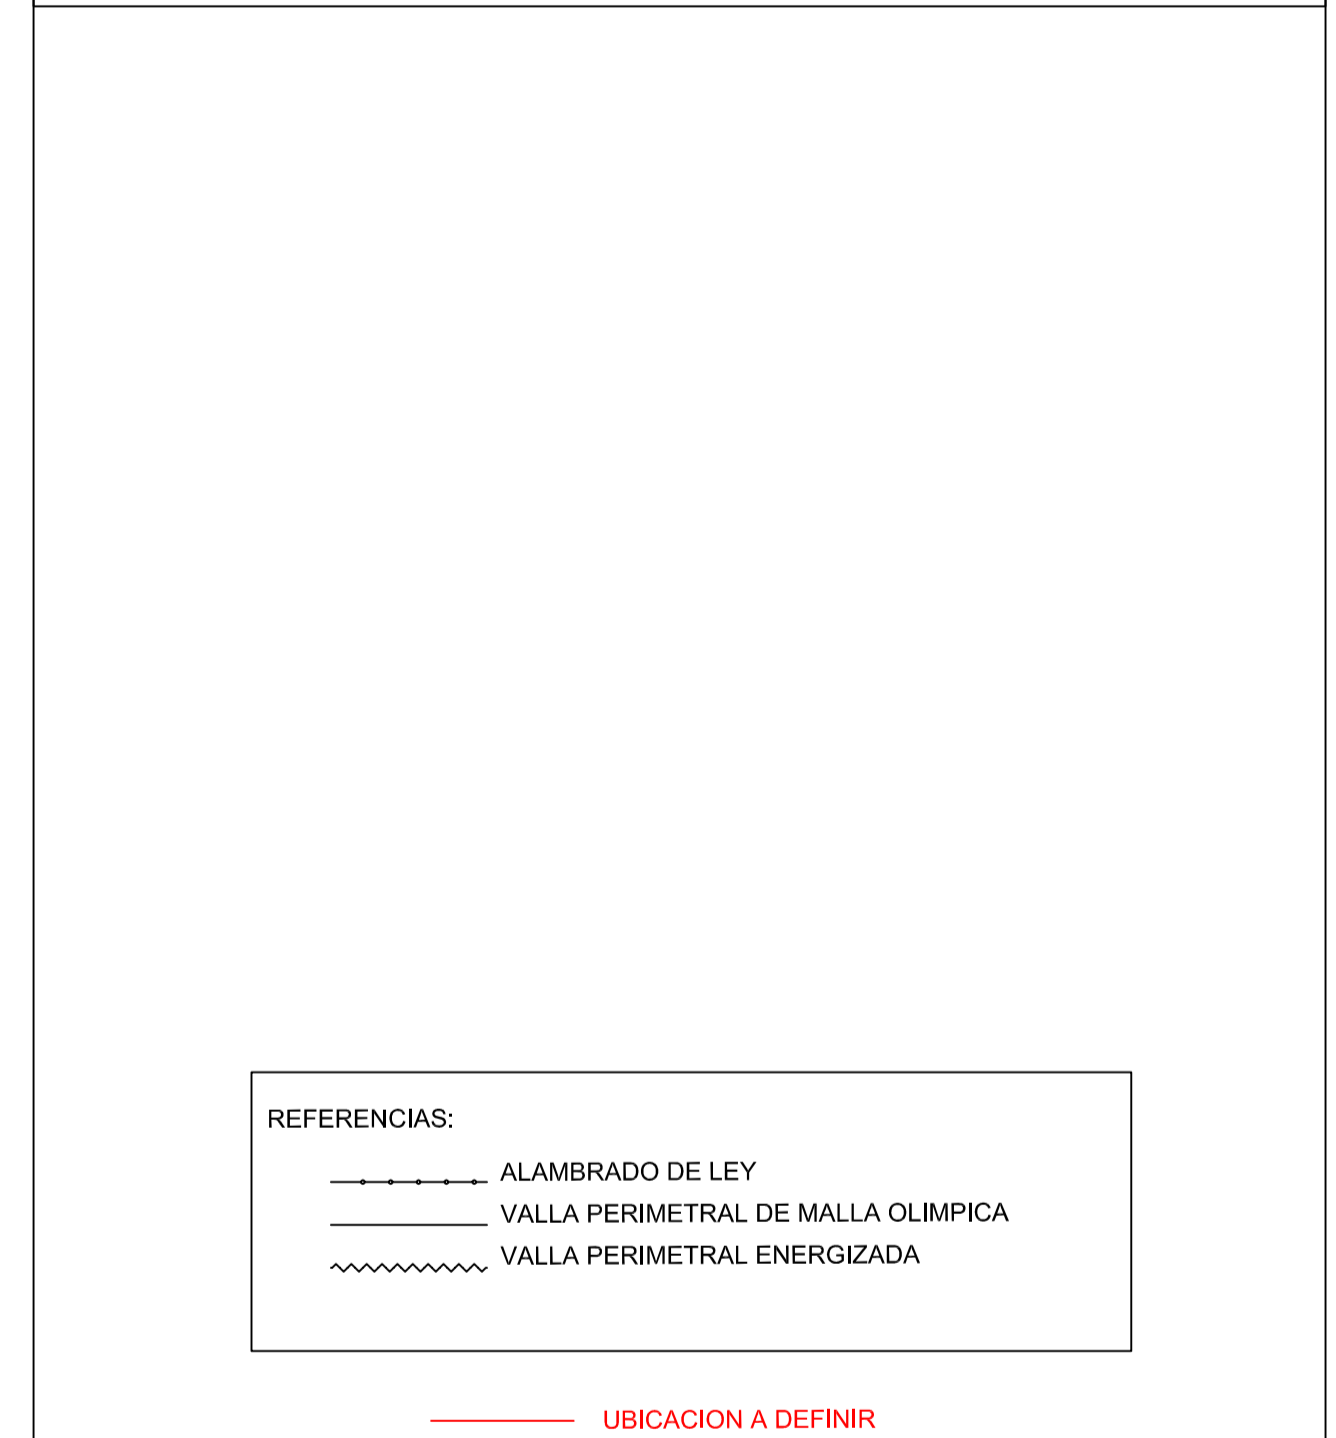 REFERENCIAS:
ALAMBRADO DE LEY
VALLA PERIMETRAL DE MALLA OLIMPICA
VALLA PERIMETRAL ENERGIZADA
UBICACION A DEFINIR